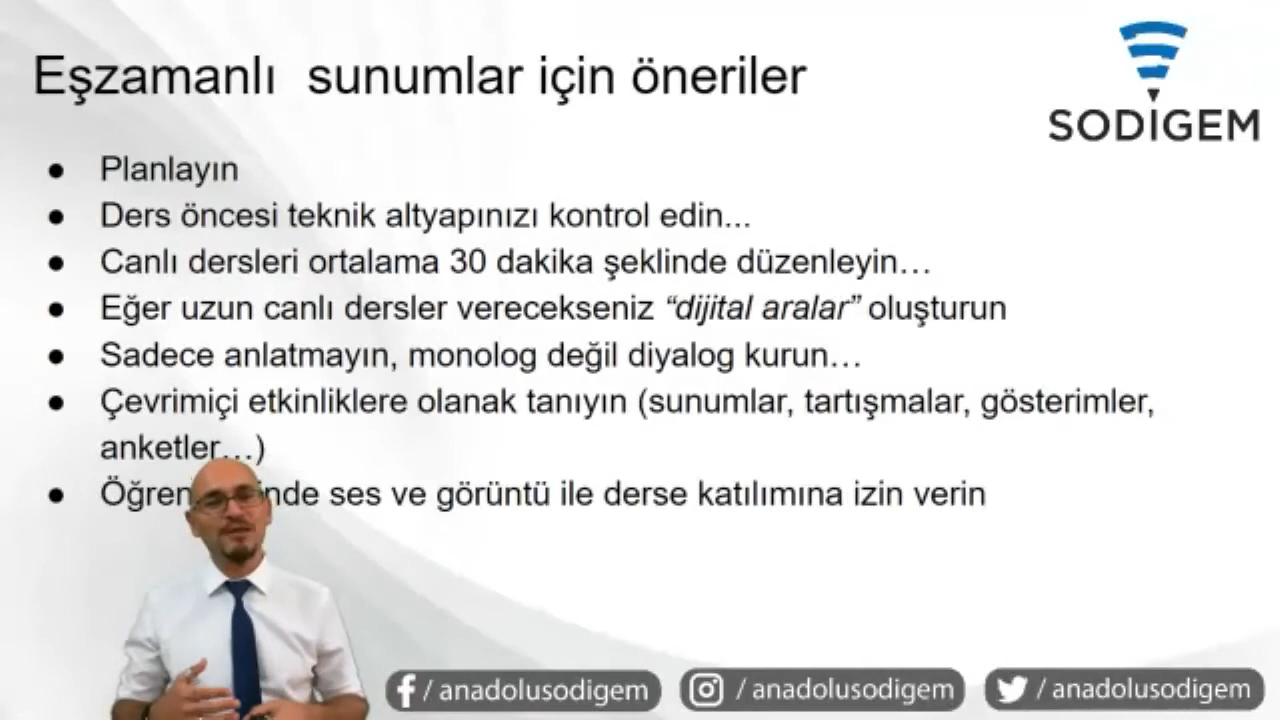 Eşzamanlı sunumlar için öneriler
SODİGEM
● Planlayın
● Ders öncesi teknik altyapınızı kontrol edin...
● Canlı dersleri ortalama 30 dakika şeklinde düzenleyin…
● Eğer uzun canlı dersler verecekseniz “dijital aralar” oluşturun
● Sadece anlatmayın, monolog değil diyalog kurun…
● Çevrimiçi etkinliklere olanak tanıyın (sunumlar, tartışmalar, gösterimler,
anketler…)
● ses ve görüntü ile derse katılımına izin verin
/ anadolusodigem
/ anadolusodigem
/ anadolusodigem